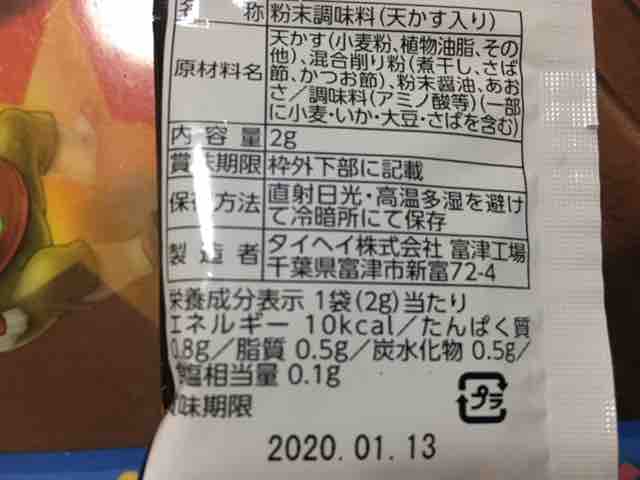 名 称 粉末調味料(天かす入り)
原材料名 天かす(小麦粉、植物油脂、その
他)、混合削り粉(煮干し、さば
節、かつお節)、粉末醤油、あお
さ/調味料(アミノ酸等)(一部
に小麦・いか・大豆・さばを含む)
内容量 2g
賞味期限 枠外下部に記載
保存方法 直射日光・高温多湿を避け
て冷暗所にて保存
製造者 タイヘイ株式会社 富津工場
千葉県富津市新富72-4
栄養成分表示 1袋(2g)当たり
エネルギー 10kcal/たんぱく質
0.8g/脂質 0.5g/炭水化物 0.5g/
食塩相当量 0.1g
賞味期限
プラ
2020.01.13